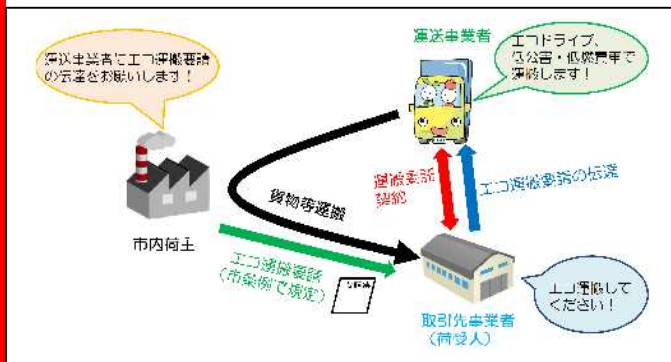 運送事業者にエコ運搬要請
の伝達をお願いします！
運送事業者
エコドライブ、
低公害・低燃費車で
運搬します！
市内荷主
貨物等運搬
運搬委託
契約
エコ運搬要請の伝達
エコ運搬要請
（市条例で規定）
取引先事業者
（荷受人）
エコ運搬して
ください！